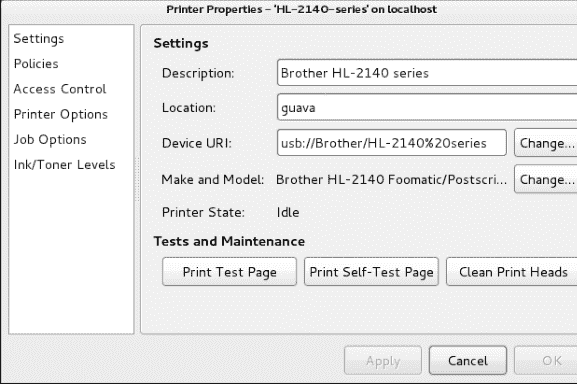 Printer Properties - 'HL-2140-series' on localhost
Settings
Policies
Access Control
Printer Options
Job Options
Ink/Toner Levels
Settings
Description: Brother HL-2140 series
Location: guava
Device URI: usb://Brother/HL-2140%20series Change...
Make and Model: Brother HL-2140 Foomatic/Postscri... Change...
Printer State: Idle
Tests and Maintenance
Print Test Page Print Self-Test Page Clean Print Heads
Apply Cancel OK